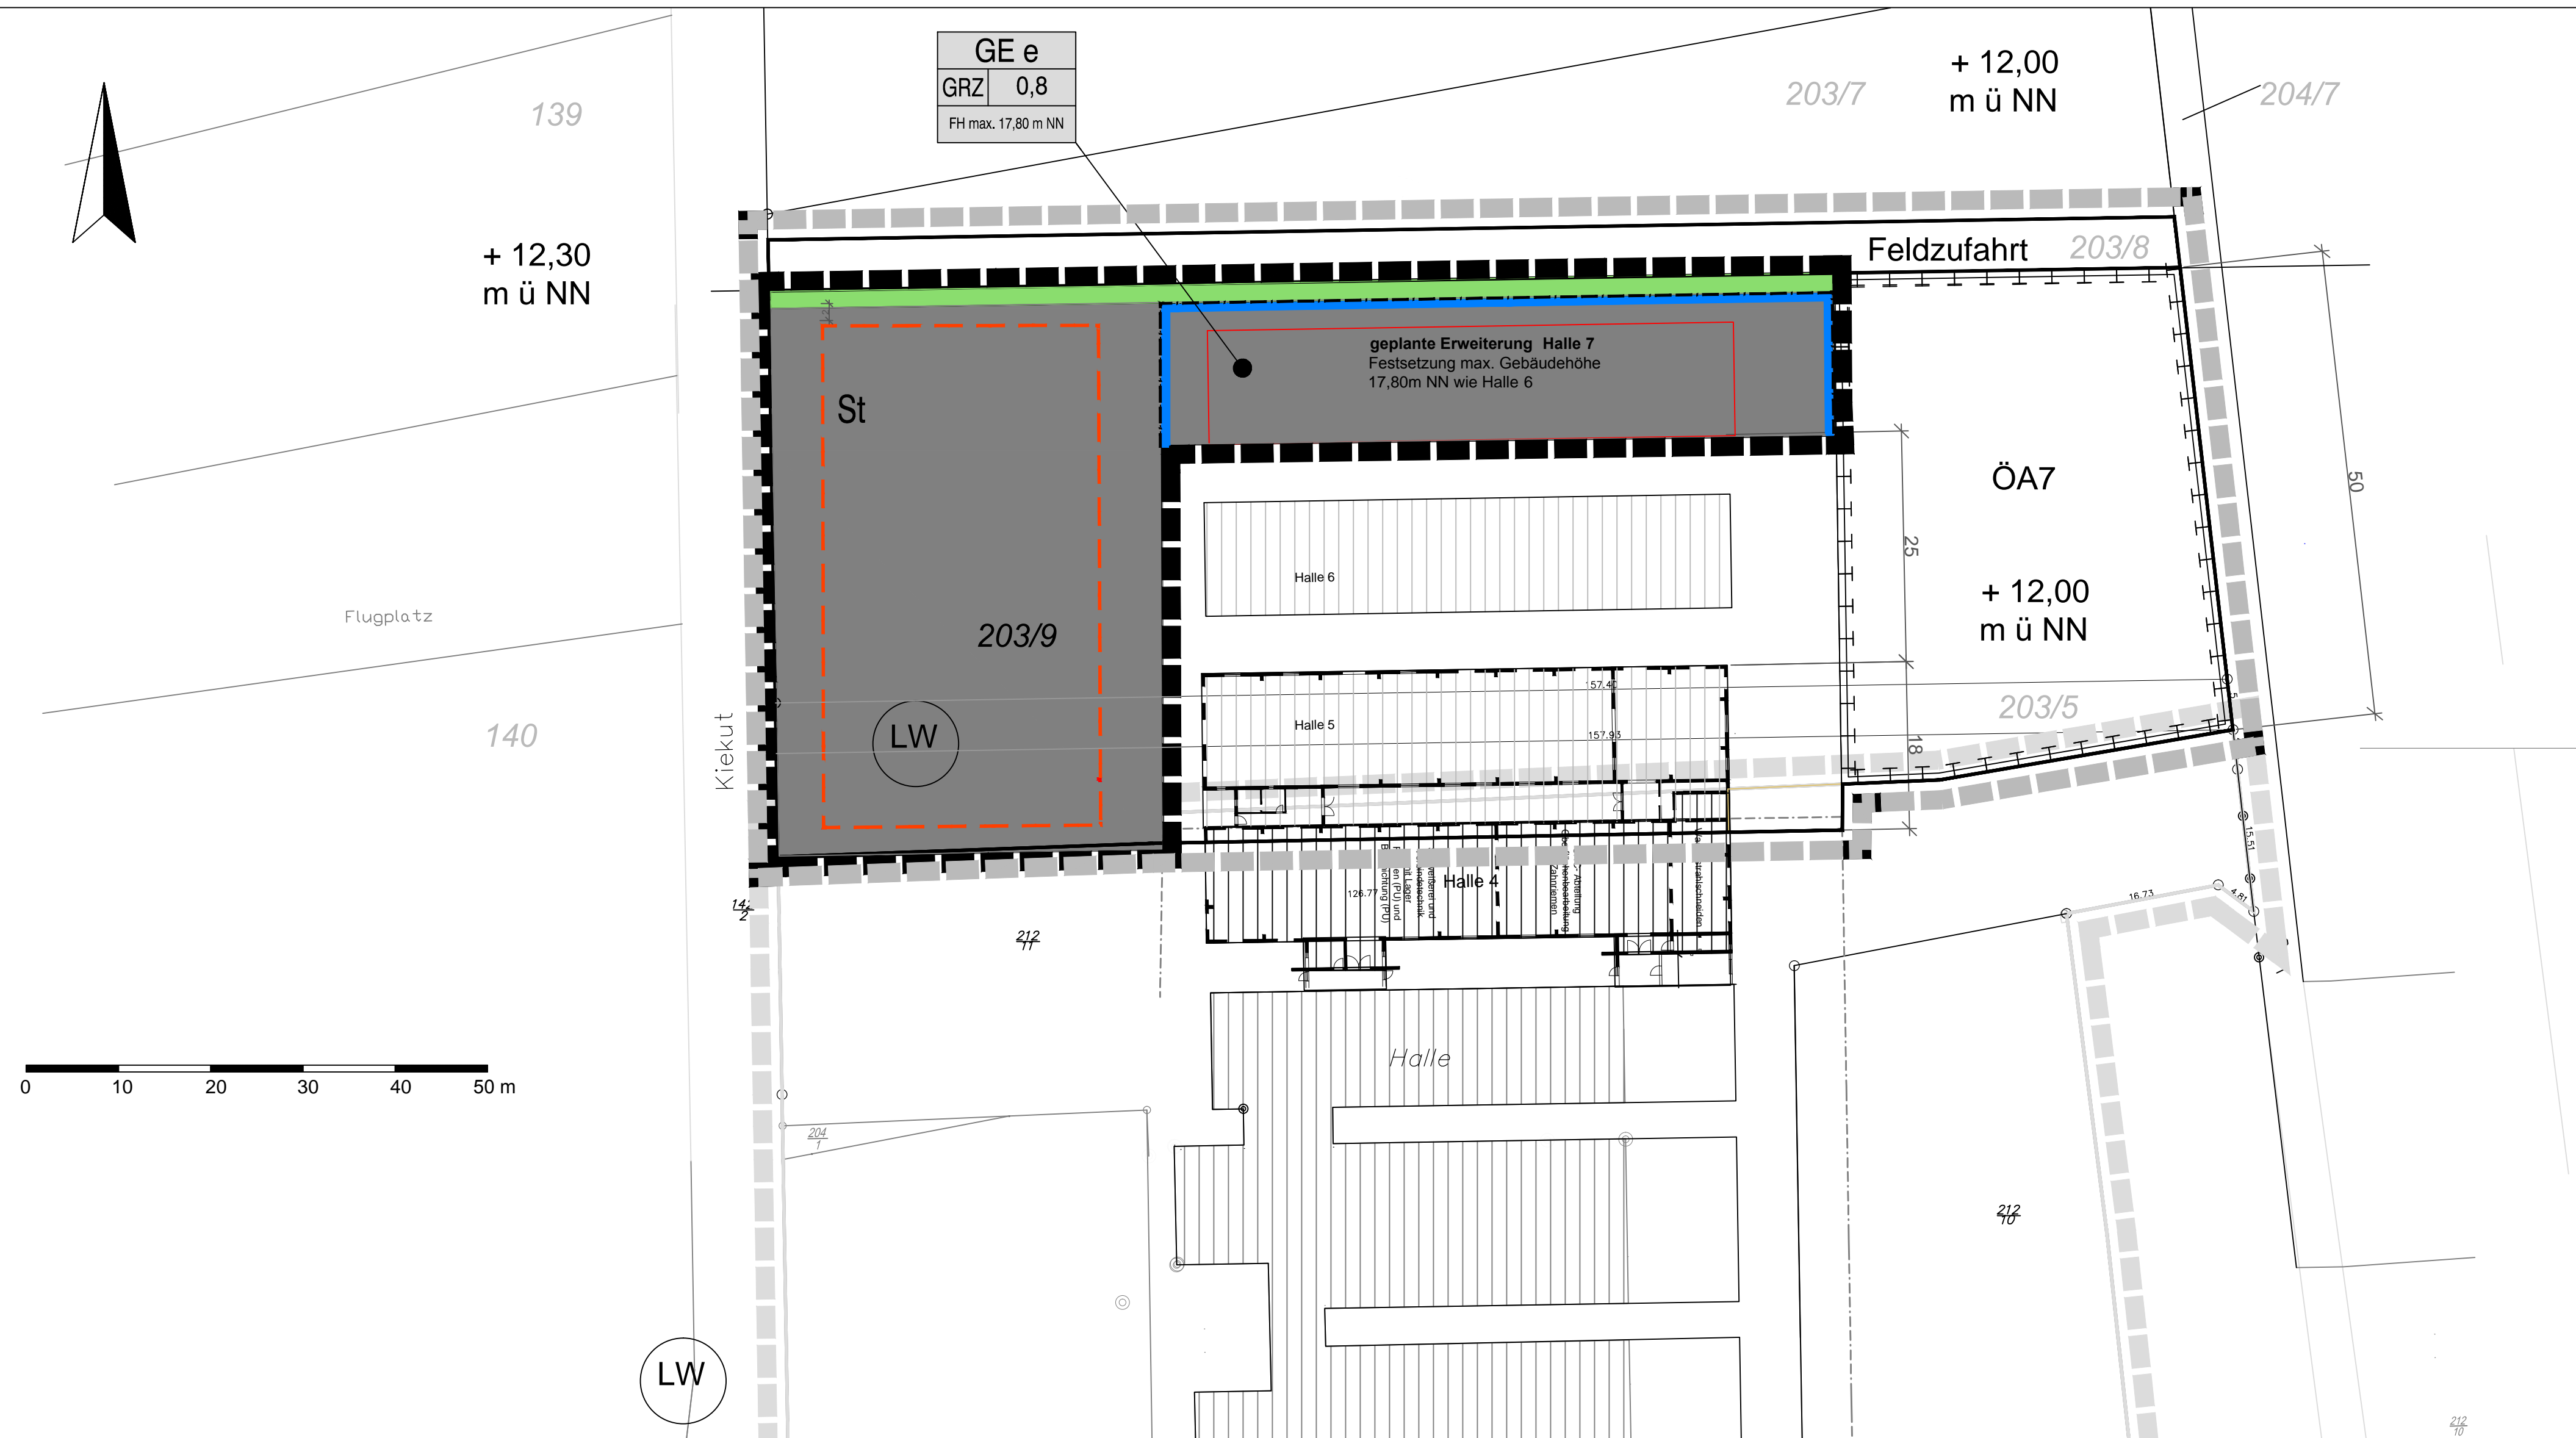 GE e
GRZ 0,8
FH max. 17,80 m NN
+ 12,00
m ü NN
203/7
204/7
139
+ 12,30
m ü NN
Feldzufahrt
203/8
geplante Erweiterung Halle 7
Festsetzung max. Gebäudehöhe
17,80m NN wie Halle 6
St
ÖA7
50
25
Halle 6
+ 12,00
m ü NN
Flugplatz
203/9
157.40
203/5
5
140
Kiekut
LW
Halle 5
157.93
18
15.51
Halle 4
126.77
16.73
4.81
142
2
212
11
Halle
0 10 20 30 40 50 m
204
1
212
10
LW
212
10